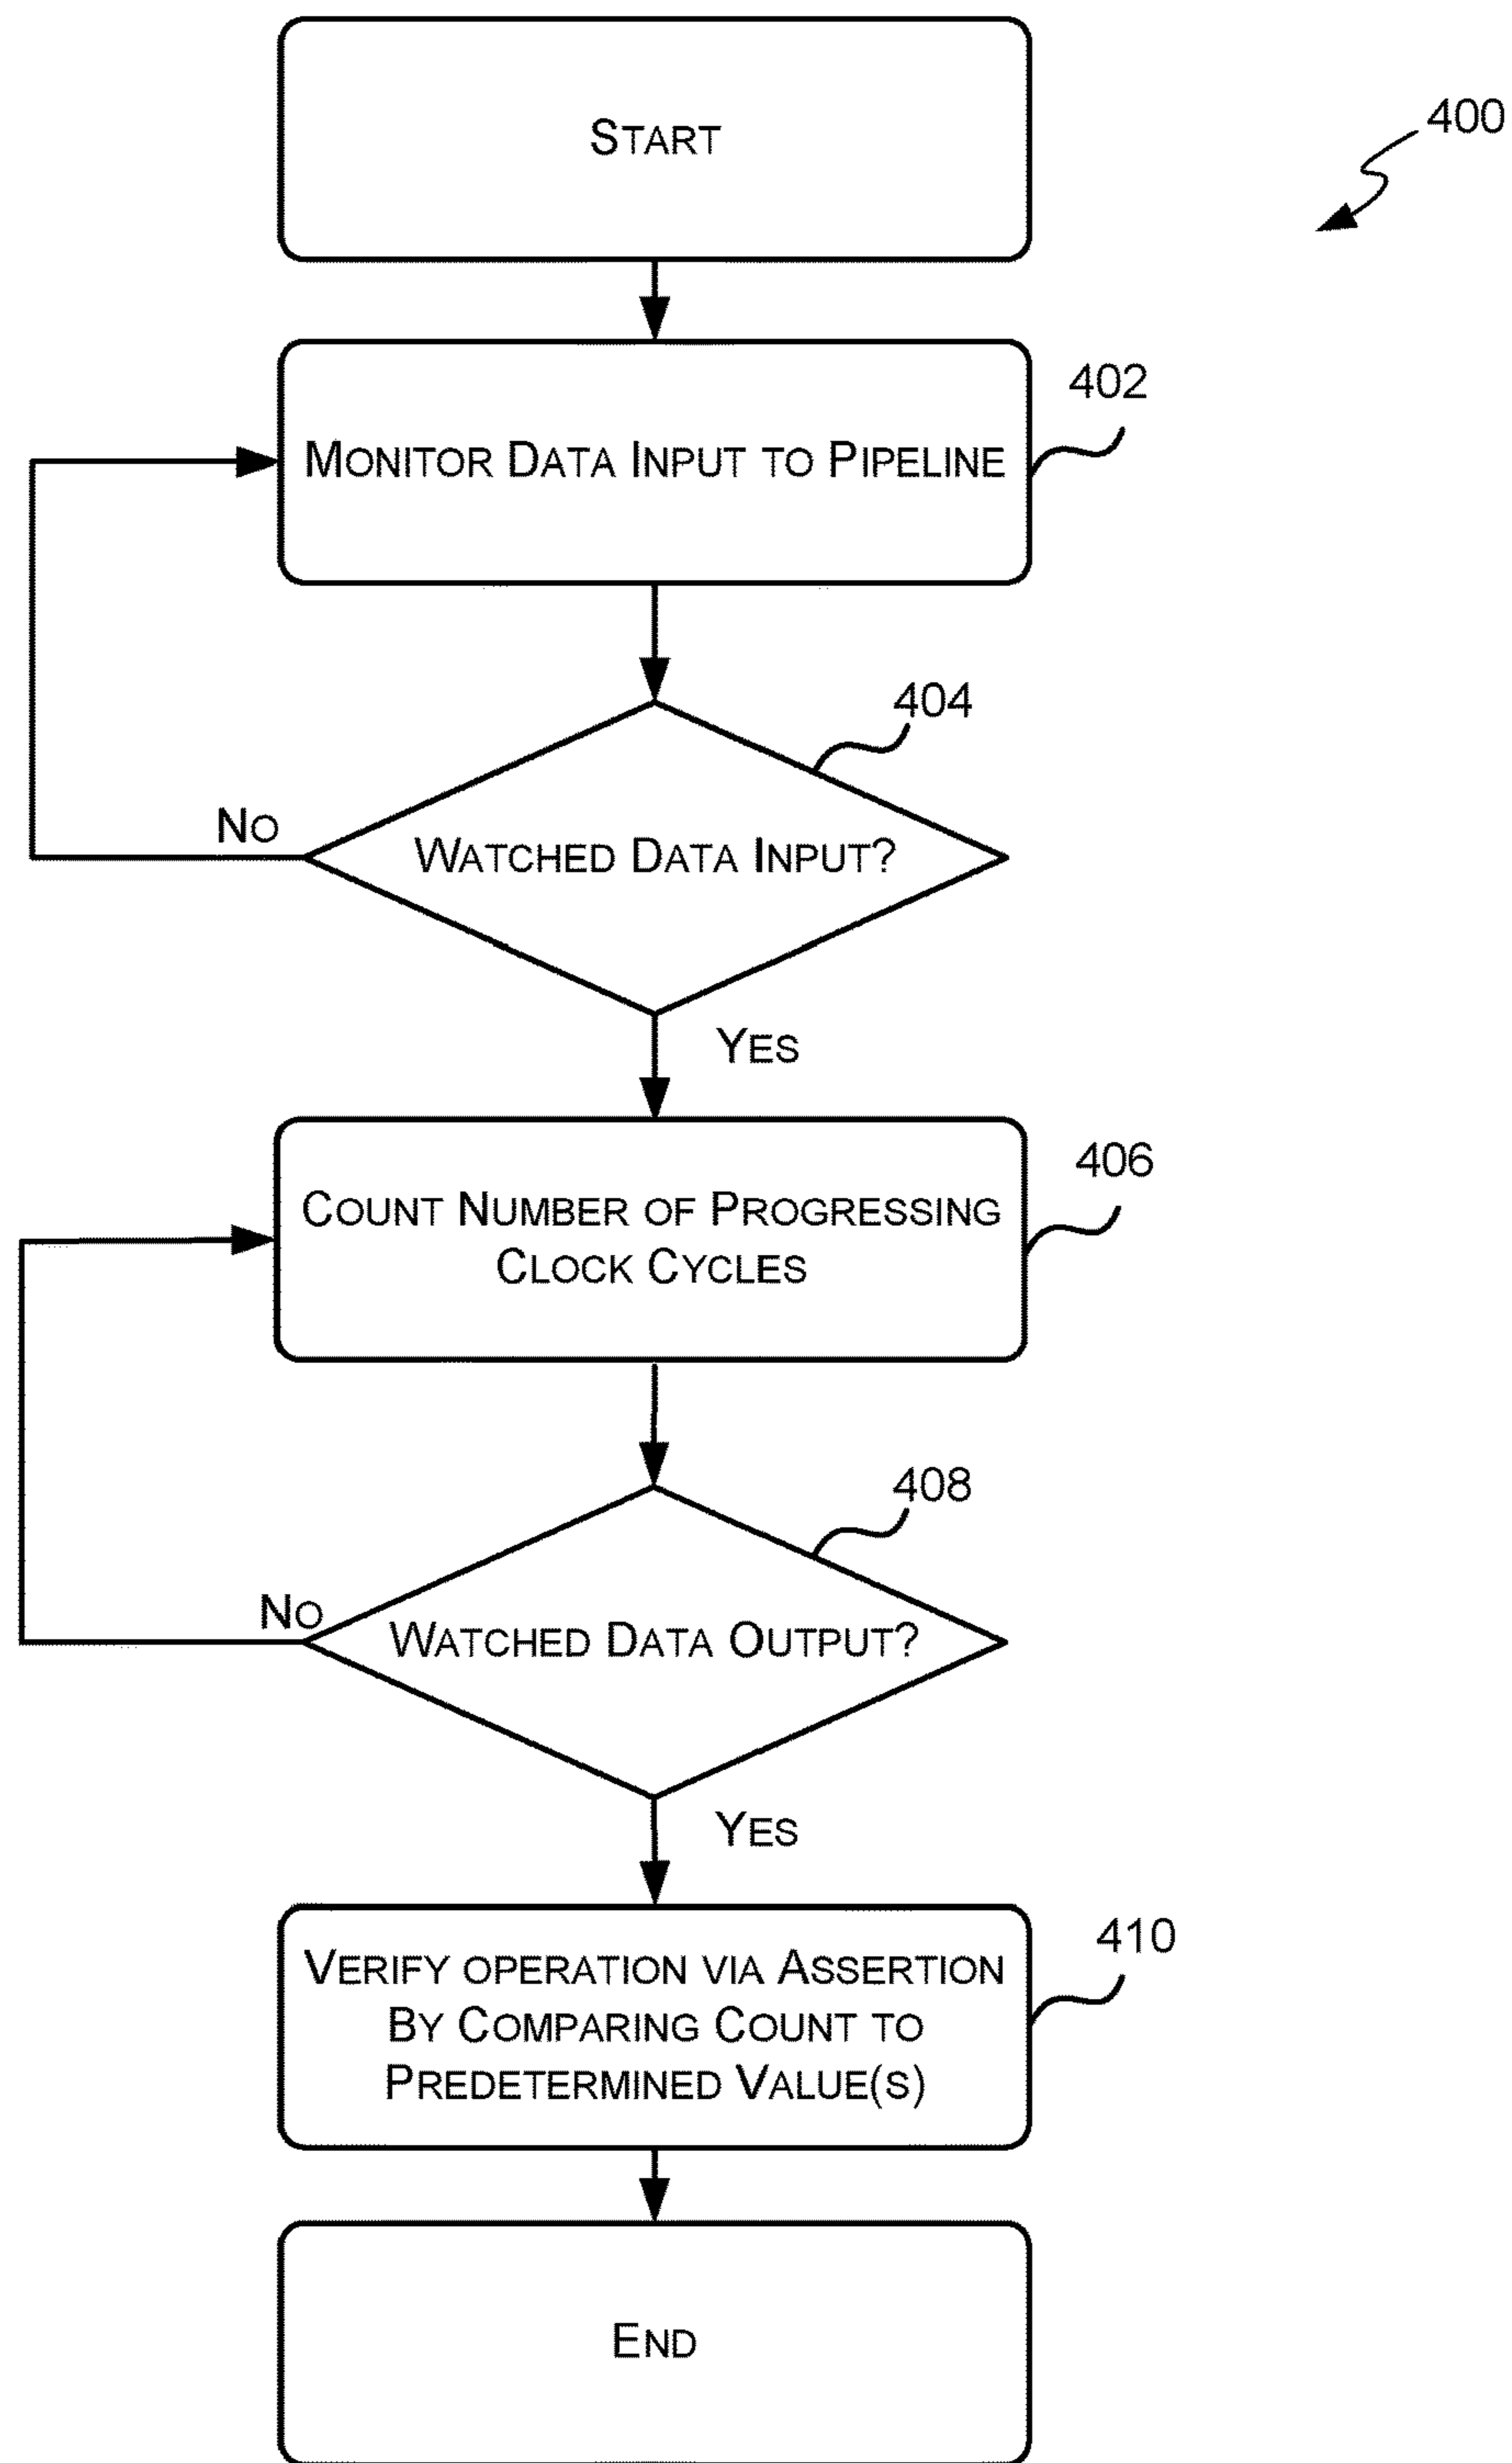 START
400
402
MONITOR DATA INPUT TO PIPELINE
404
NO
WATCHED DATA INPUT?
YES
406
COUNT NUMBER OF PROGRESSING
CLOCK CYCLES
408
NO
WATCHED DATA OUTPUT?
YES
410
VERIFY OPERATION VIA ASSERTION
BY COMPARING COUNT TO
PREDETERMINED VALUE(S)
END